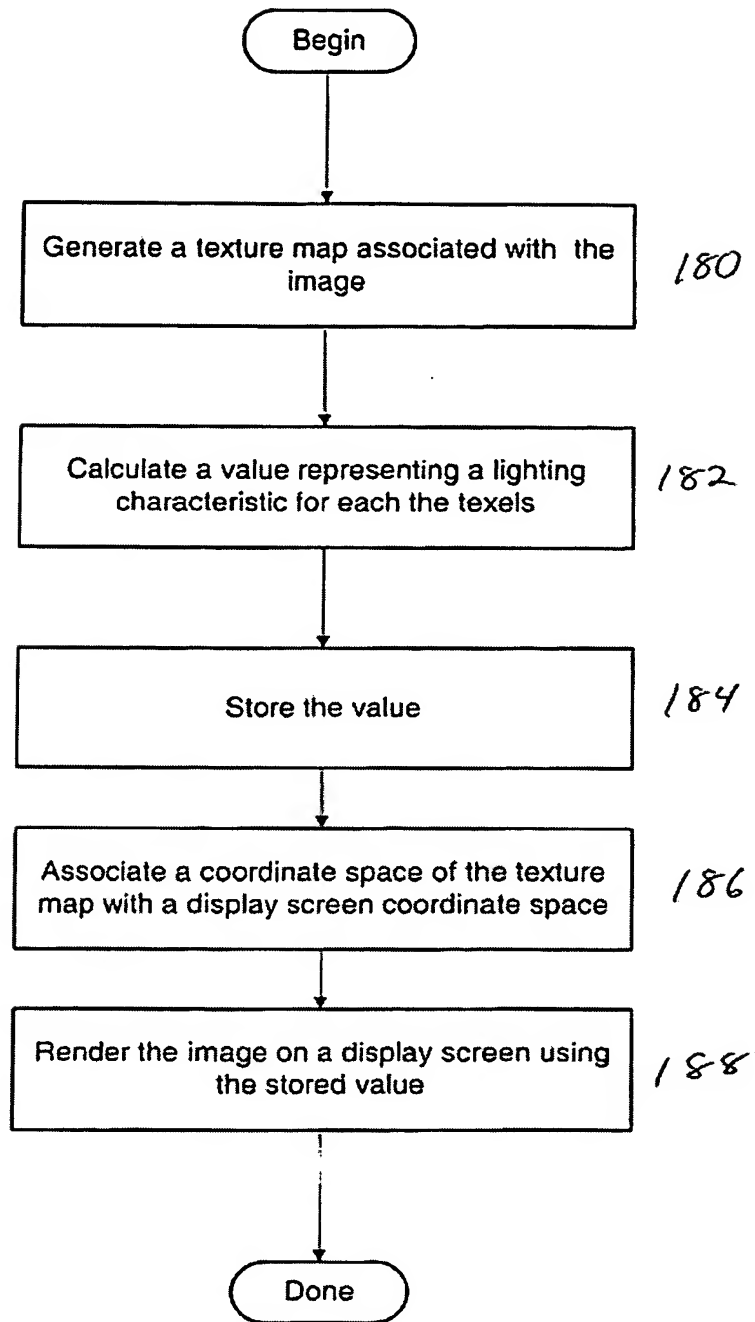 Begin
Generate a texture map associated with the
image
180
Calculate a value representing a lighting
characteristic for each the texels
182
Store the value
184
Associate a coordinate space of the texture
map with a display screen coordinate space
186
Render the image on a display screen using
the stored value
188
Done